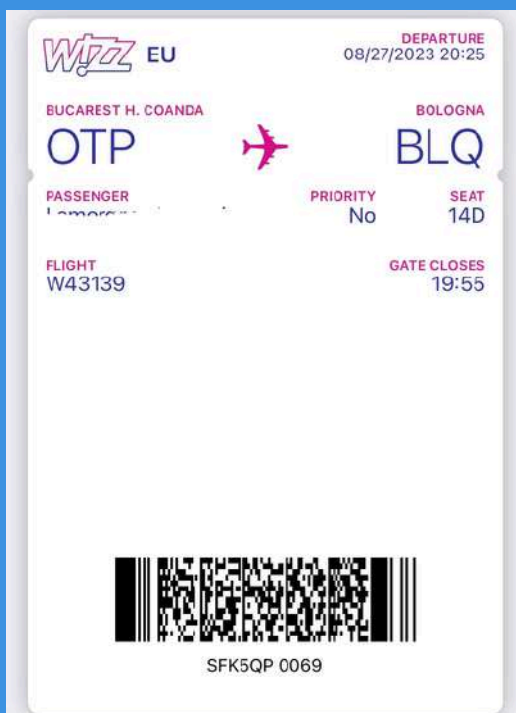 WIZZ EU
DEPARTURE
08/27/2023 20:25
BUCAREST H. COANDA
BOLOGNA
OTP
BLQ
PASSENGER
PRIORITY
SEAT
No
14D
FLIGHT
GATE CLOSES
W43139
19:55
SFK5QP 0069